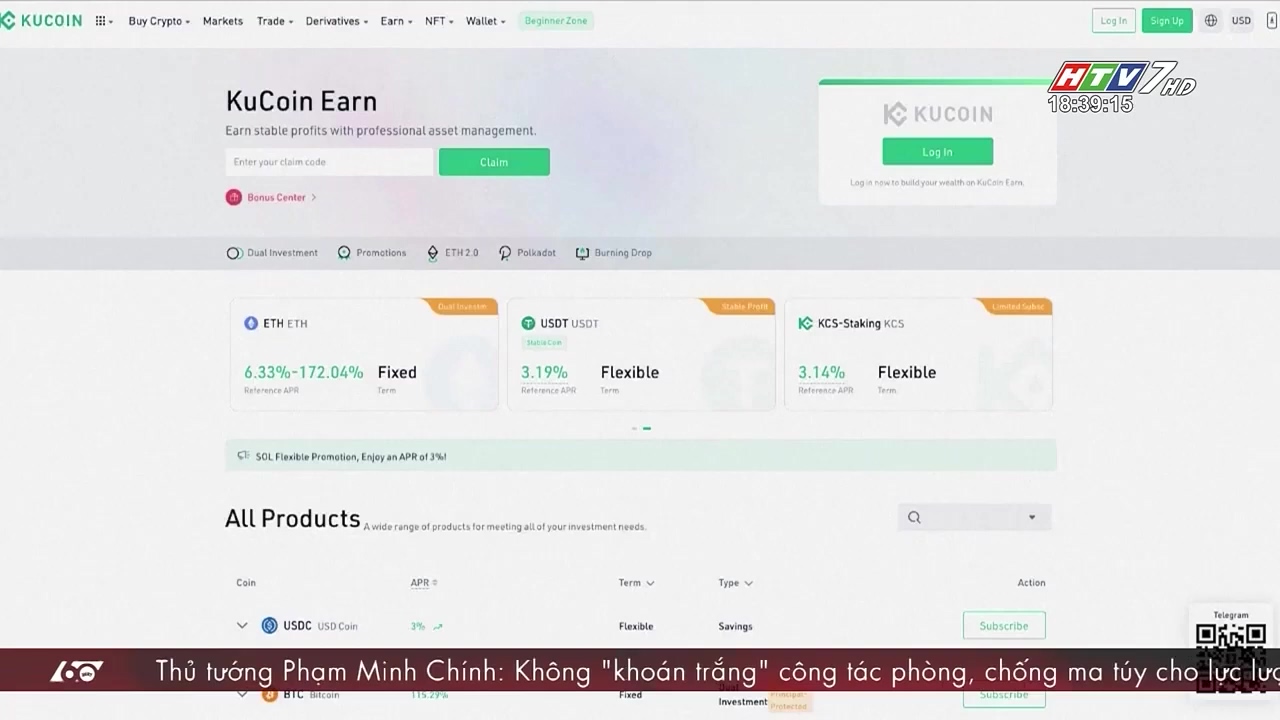 KUCOIN Buy Crypto Markets Trade Derivatives Earn NFT Wallet Beginner Zone Log In Sign Up USD
HTV7 HD
18:39:15
KuCoin Earn
Earn stable profits with professional asset management.
Enter your claim code Claim
Bonus Center
KUCOIN
Log In
Log in now to build your wealth on KuCoin Earn.
Dual Investment Promotions ETH 2.0 Polkadot Burning Drop
Dual Investm
ETH ETH
6.33%-172.04% Fixed
Reference APR Term
Stable Profit
USDT USDT
Stable Coin
3.19% Flexible
Reference APR Term
Limited Subsc
KCS-Staking KCS
3.14% Flexible
Reference APR Term
SOL Flexible Promotion, Enjoy an APR of 3%!
All Products A wide range of products for meeting all of your investment needs.
Coin APR Term Type Action
USDC USD Coin 3% Flexible Savings Subscribe
Telegram
60 giây
Thủ tướng Phạm Minh Chính: Không "khoán trắng" công tác phòng, chống ma túy cho lực lượ
BTC Bitcoin 115.29% Fixed Dual Investment Principal-Protected Subscribe